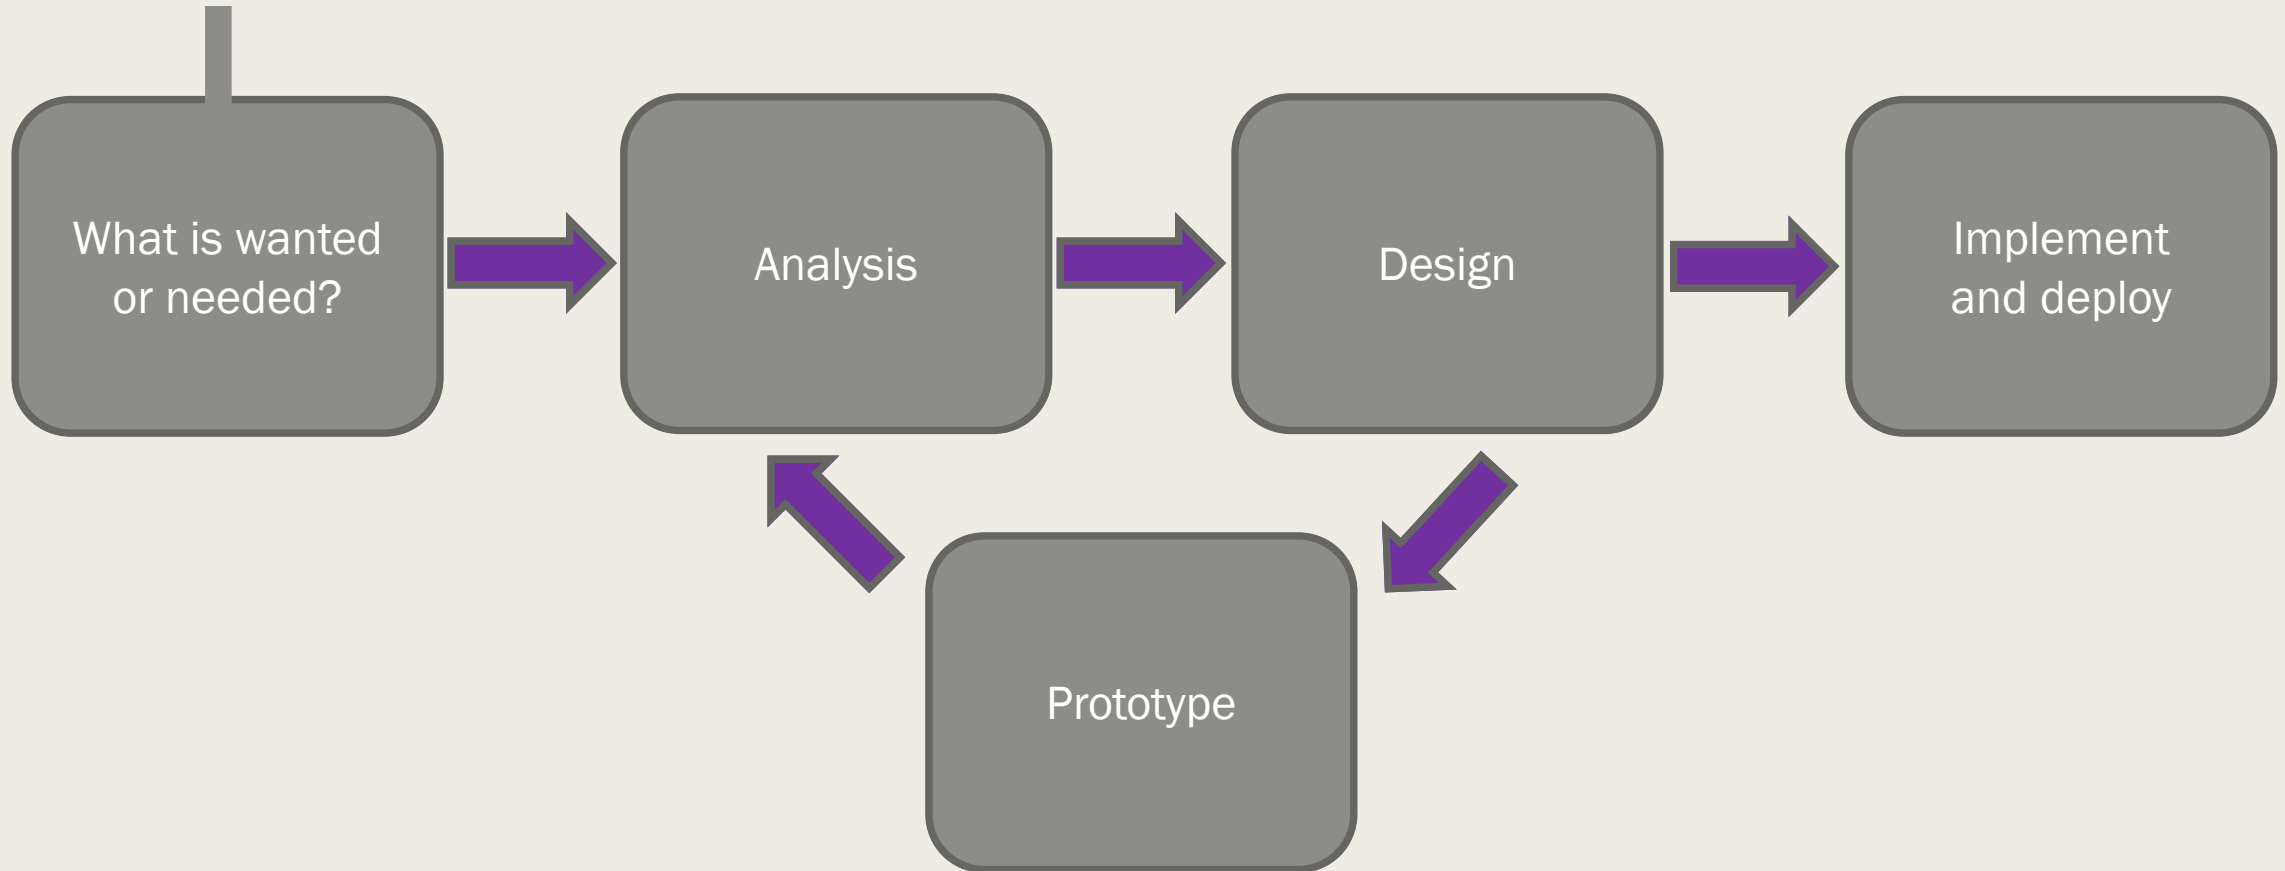 What is wanted
or needed?
Analysis
Design
Implement
and deploy
Prototype